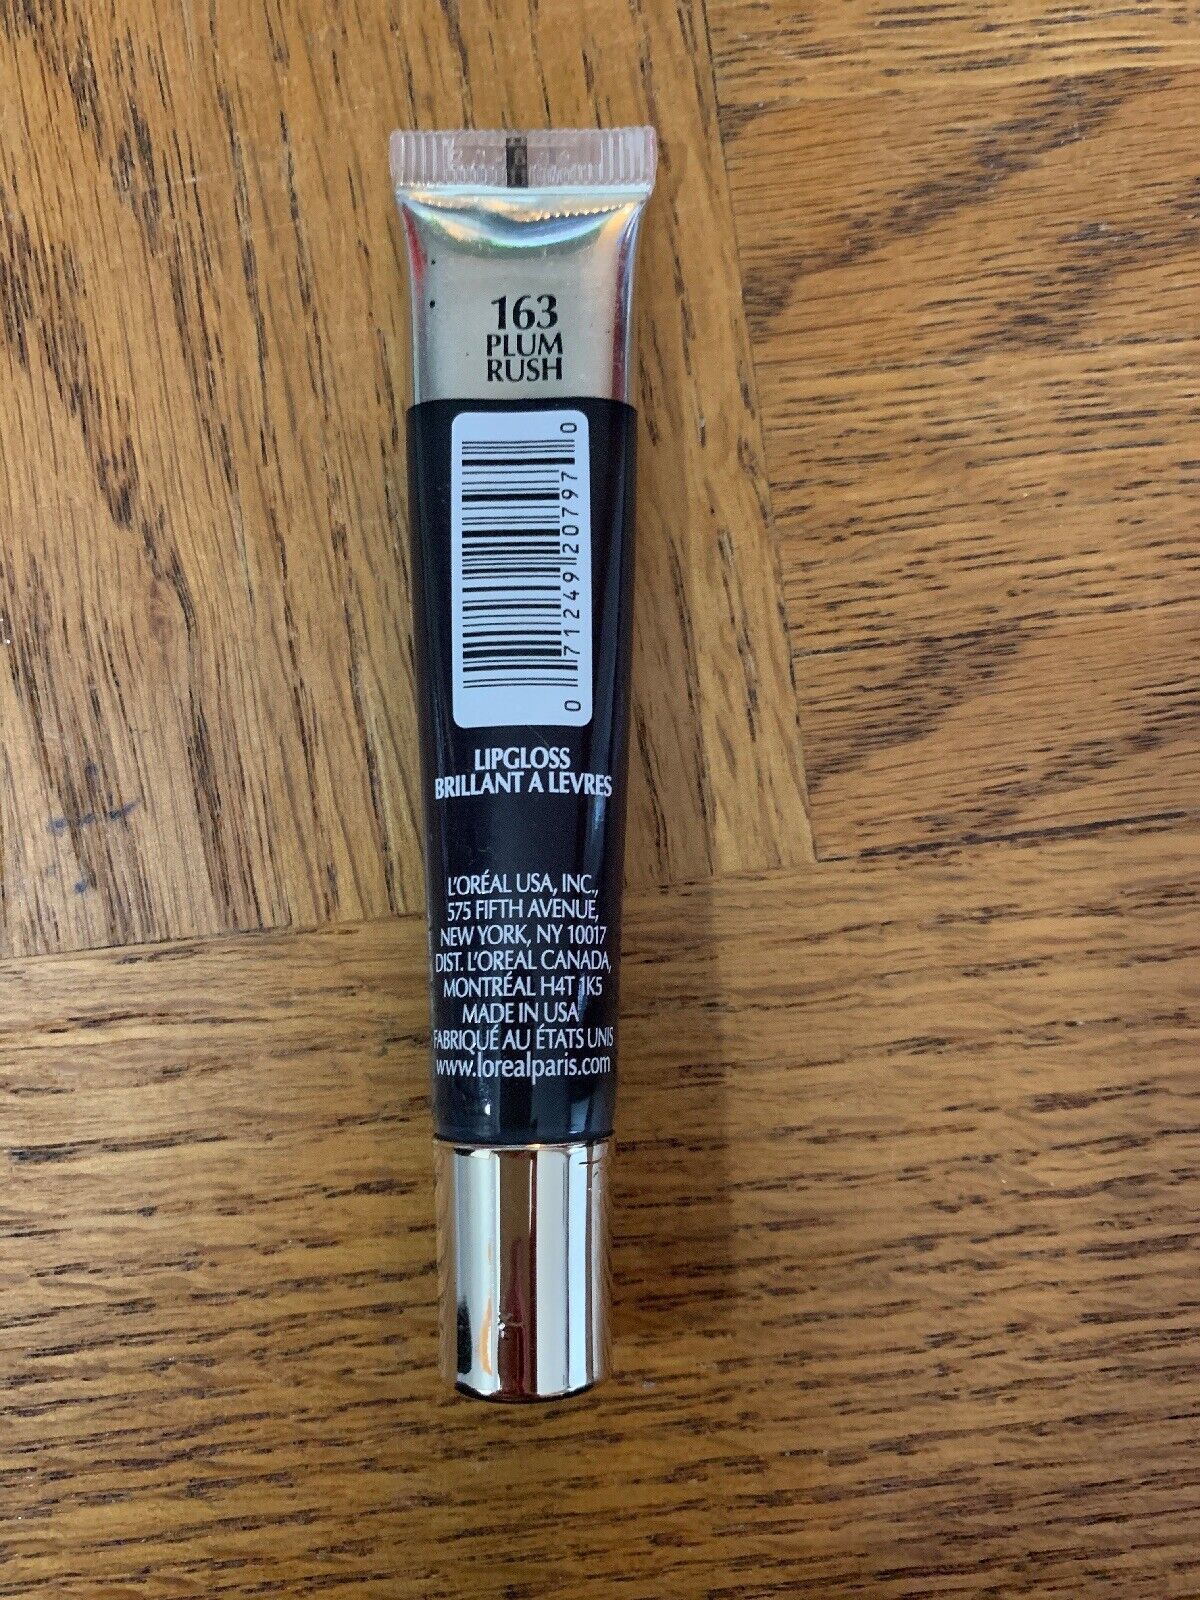 163
PLUM
RUSH
0 71249 20797 0
LIPGLOSS
BRILLANT A LEVRES
L'ORÉAL USA, INC.,
575 FIFTH AVENUE,
NEW YORK, NY 10017
DIST. L'OREAL CANADA,
MONTRÉAL H4T 1K5
MADE IN USA
FABRIQUÉ AU ÉTATS UNIS
www.lorealparis.com